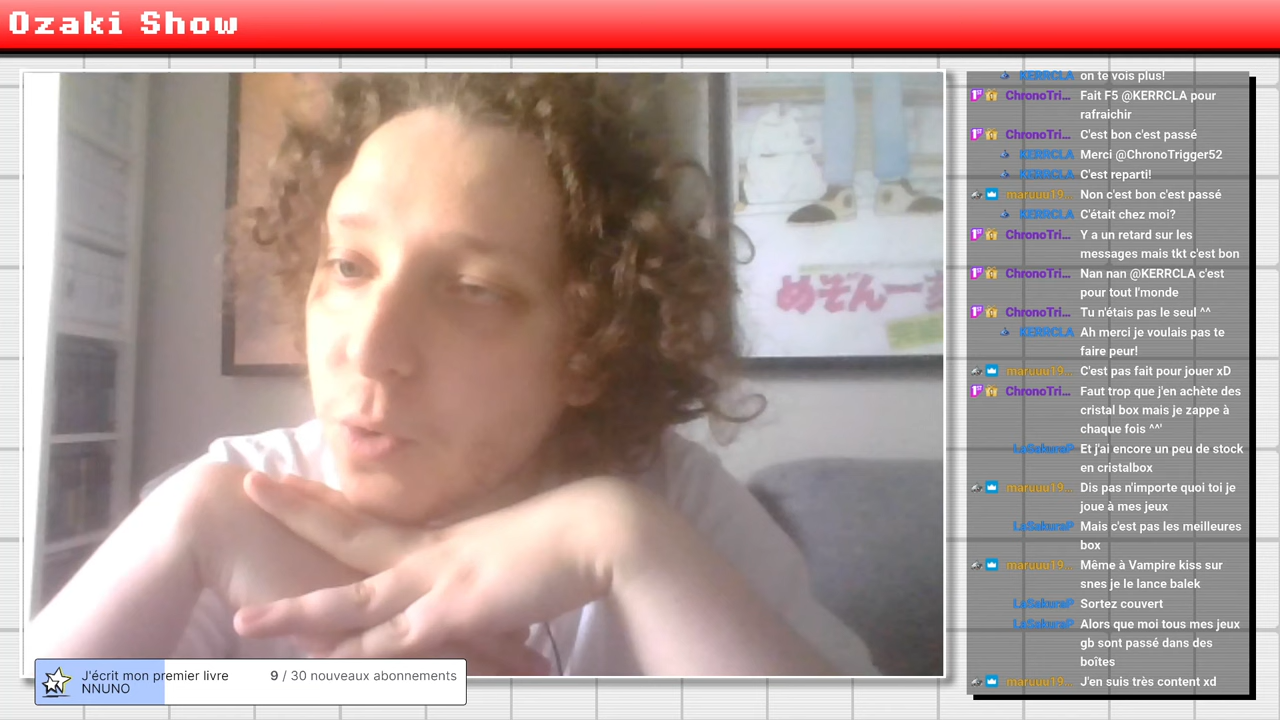 Ozaki Show
めぞん一
KERRCLA on te vois plus!
ChronoTri... Fait F5 @KERRCLA pour
rafraichir
ChronoTri... C'est bon c'est passé
KERRCLA Merci @ChronoTrigger52
KERRCLA C'est reparti!
maruuu19... Non c'est bon c'est passé
KERRCLA C'était chez moi?
ChronoTri... Y a un retard sur les
messages mais tkt c'est bon
ChronoTri... Nan nan @KERRCLA c'est
pour tout l'monde
ChronoTri... Tu n'étais pas le seul ^^
KERRCLA Ah merci je voulais pas te
faire peur!
maruuu19... C'est pas fait pour jouer xD
ChronoTri... Faut trop que j'en achète des
cristal box mais je zappe à
chaque fois ^^'
LaSakuraP Et j'ai encore un peu de stock
en cristalbox
maruuu19... Dis pas n'importe quoi toi je
joue à mes jeux
LaSakuraP Mais c'est pas les meilleures
box
maruuu19... Même à Vampire kiss sur
snes je le lance balek
LaSakuraP Sortez couvert
LaSakuraP Alors que moi tous mes jeux
gb sont passé dans des
boîtes
maruuu19... J'en suis très content xd
J'écrit mon premier livre
NNUNO
9 / 30 nouveaux abonnements